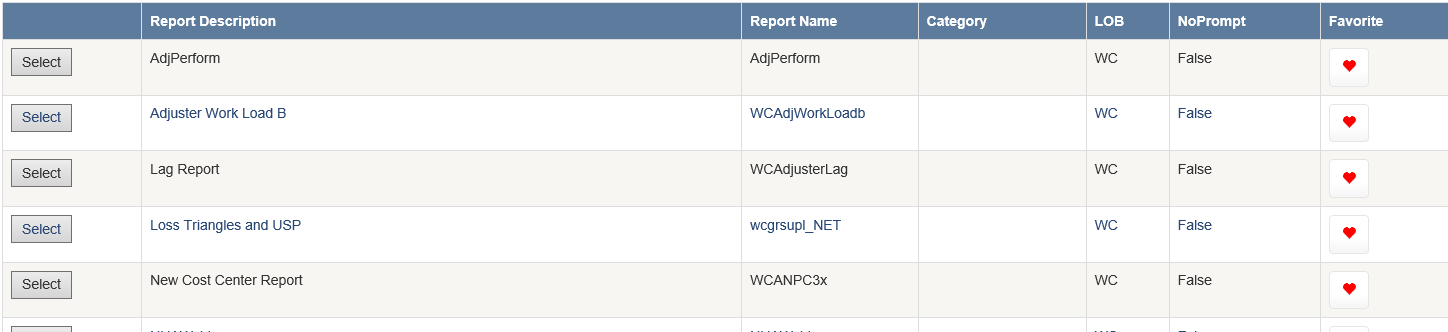 Report Description Report Name Category LOB NoPrompt Favorite
Select AdjPerform AdjPerform WC False
Select Adjuster Work Load B WCAdjWorkLoadb WC False
Select Lag Report WCAdjusterLag WC False
Select Loss Triangles and USP wcgrsupl_NET WC False
Select New Cost Center Report WCANPC3x WC False